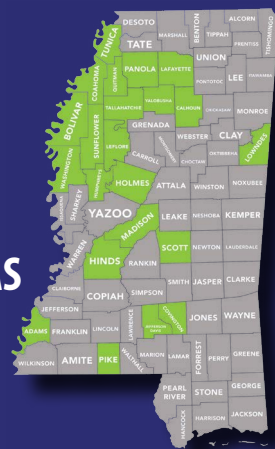 DESOTO
MARSHALL
BENTON
TIPPAH
ALCORN
TISHOMINGO
TUNICA
TATE
PRENTISS
UNION
COAHOMA
QUITMAN
PANOLA
LAFAYETTE
PONTOTOC
LEE
BOLIVAR
TALLAHATCHIE
YALOBUSHA
CALHOUN
CHICKASAW
MONROE
SUNFLOWER
GRENADA
WEBSTER
CLAY
WASHINGTON
LEFLORE
CARROLL
CHOCTAW
OKTIBBEHA
LOWNDES
HUMPHREYS
HOLMES
ATTALA
WINSTON
NOXUBEE
SHARKEY
YAZOO
MADISON
LEAKE
NESHOBA
KEMPER
WARREN
HINDS
RANKIN
SCOTT
NEWTON
LAUDERDALE
AS
CLAIBORNE
COPIAH
SIMPSON
SMITH
JASPER
CLARKE
JEFFERSON
ADAMS
FRANKLIN
LINCOLN
LAWRENCE
JEFFERSON DAVIS
COVINGTON
JONES
WAYNE
WILKINSON
AMITE
PIKE
WALTHALL
MARION
LAMAR
FORREST
PERRY
GREENE
PEARL
RIVER
STONE
GEORGE
HANCOCK
HARRISON
JACKSON